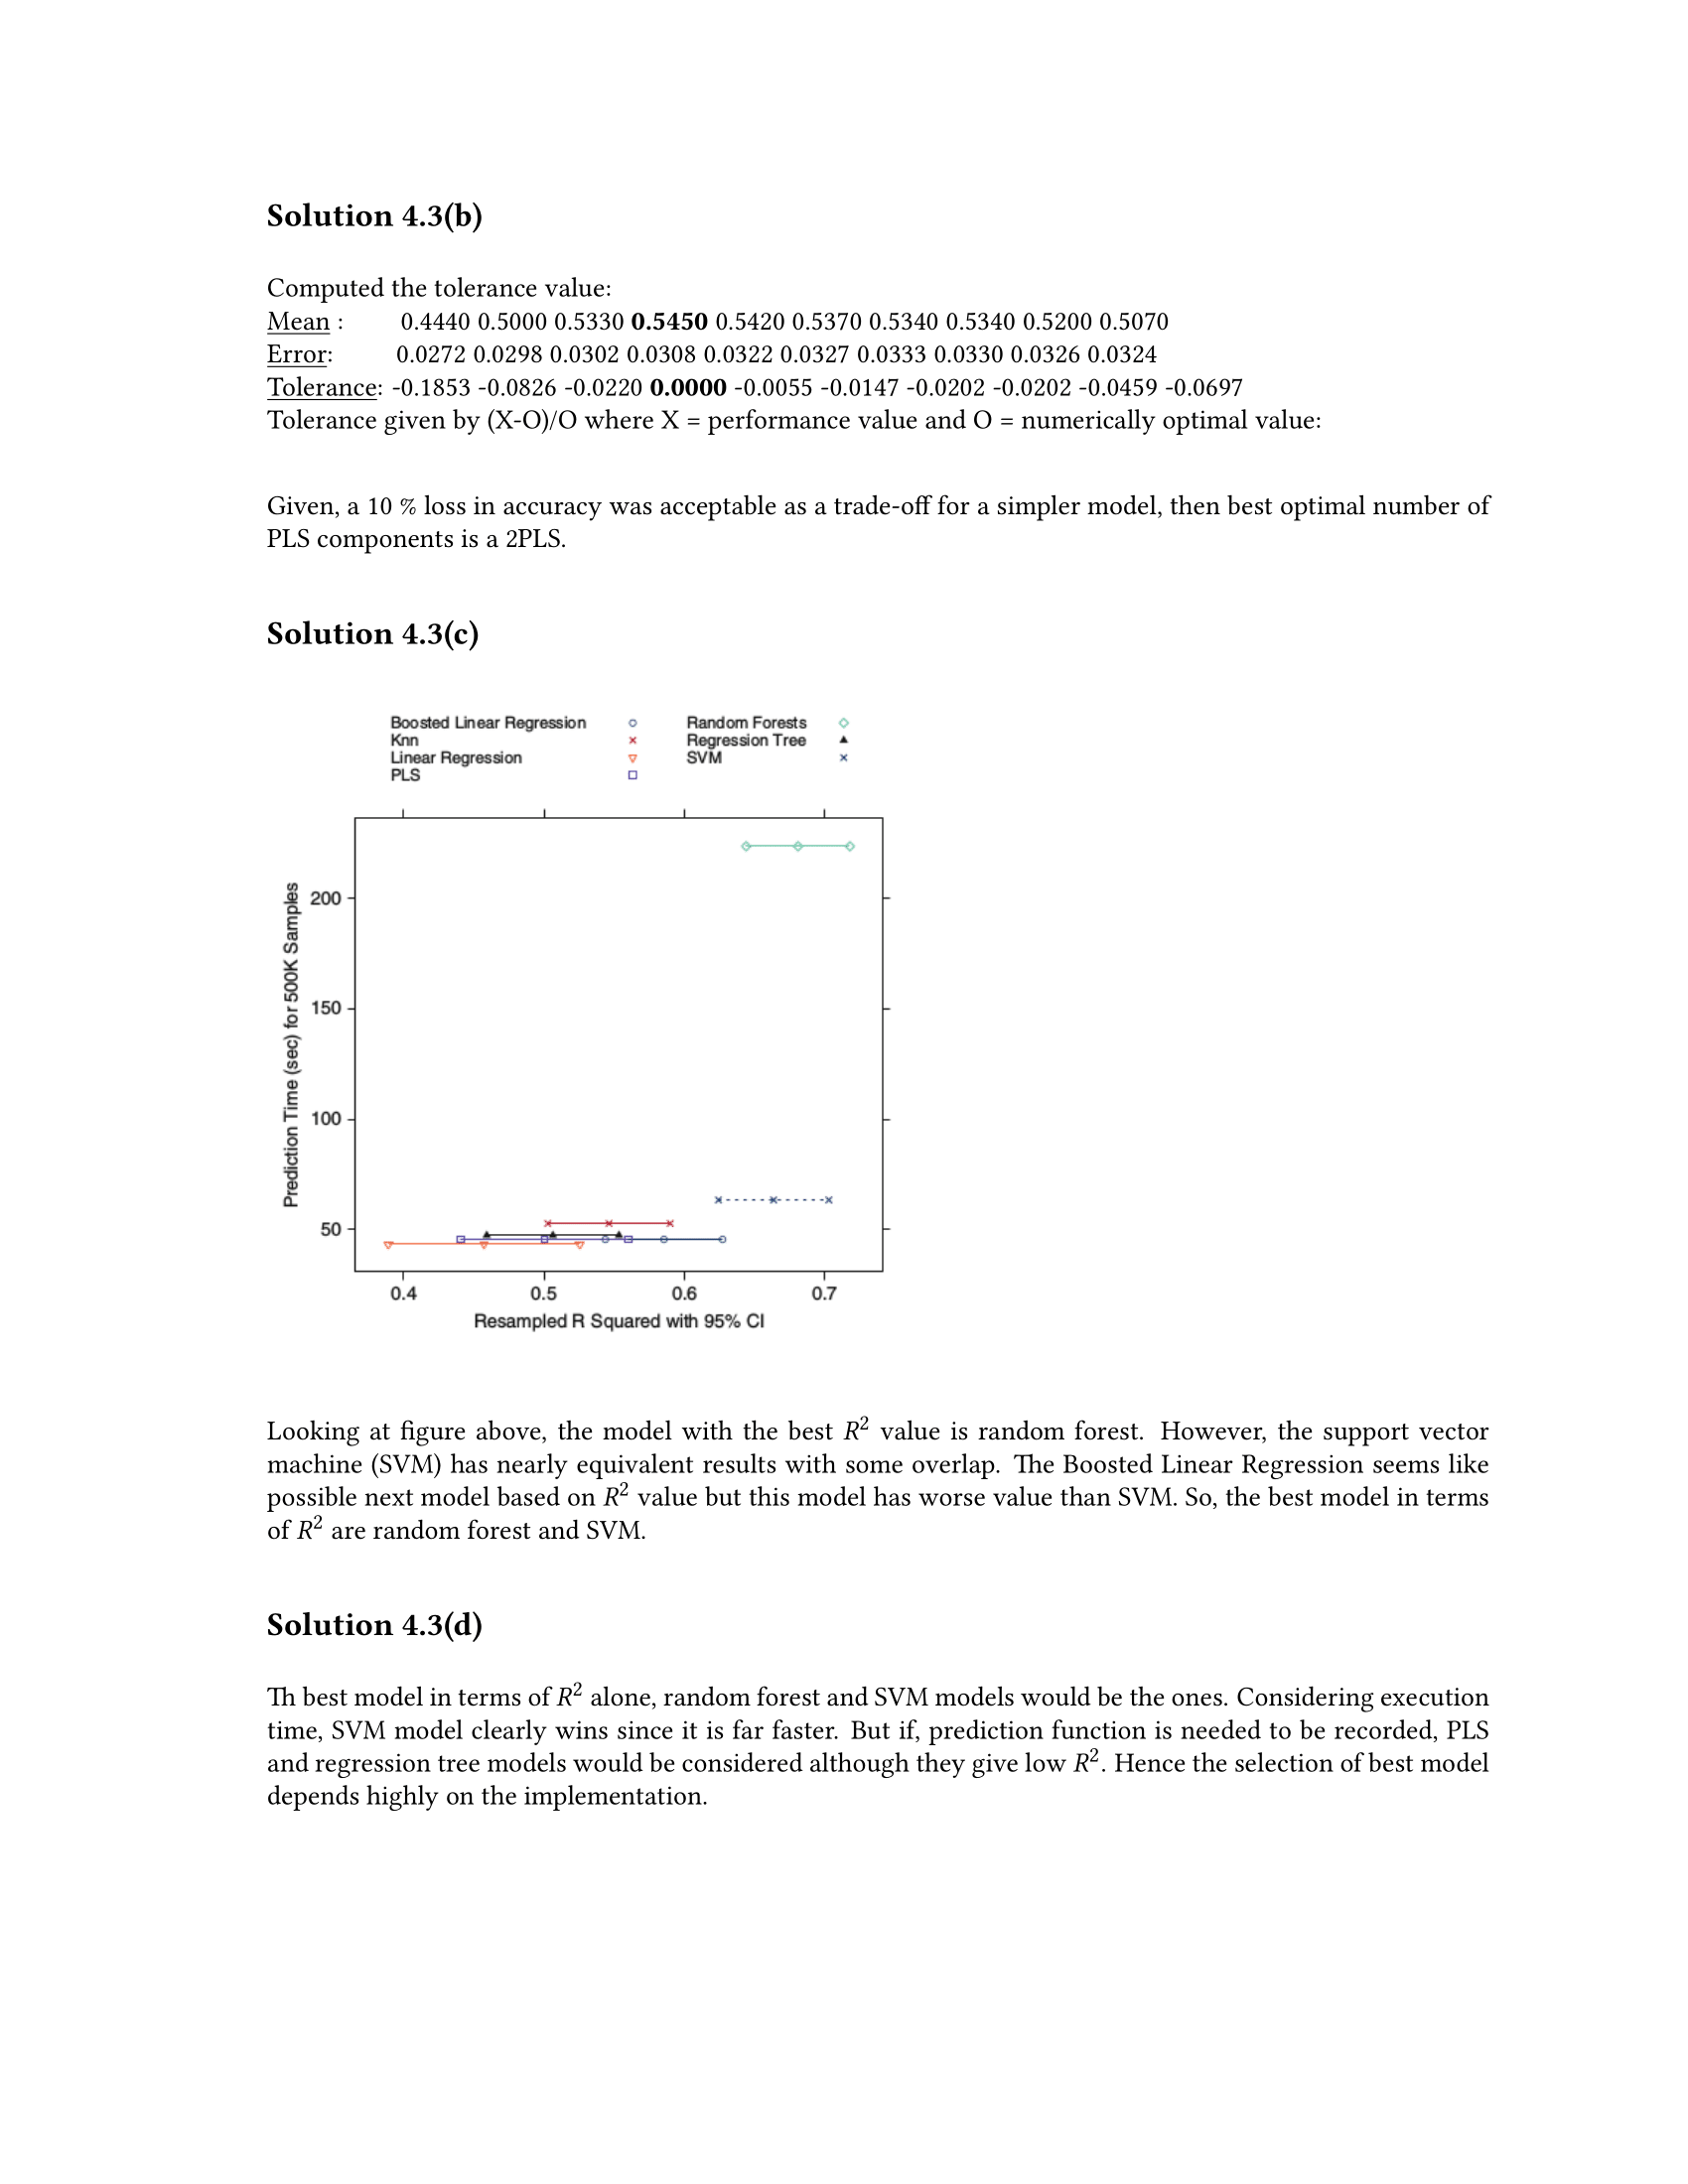 Solution 4.3(b)
Computed the tolerance value:
Mean : 0.4440 0.5000 0.5330 0.5450 0.5420 0.5370 0.5340 0.5340 0.5200 0.5070
Error: 0.0272 0.0298 0.0302 0.0308 0.0322 0.0327 0.0333 0.0330 0.0326 0.0324
Tolerance: -0.1853 -0.0826 -0.0220 0.0000 -0.0055 -0.0147 -0.0202 -0.0202 -0.0459 -0.0697
Tolerance given by (X-O)/O where X = performance value and O = numerically optimal value:
Given, a 10 % loss in accuracy was acceptable as a trade-off for a simpler model, then best optimal number of
PLS components is a 2PLS.
Solution 4.3(c)
Boosted Linear Regression
Knn
Linear Regression
PLS
Random Forests
Regression Tree
SVM
Prediction Time (sec) for 500K Samples
200
150
100
50
0.4 0.5 0.6 0.7
Resampled R Squared with 95% CI
Looking at figure above, the model with the best R² value is random forest. However, the support vector
machine (SVM) has nearly equivalent results with some overlap. The Boosted Linear Regression seems like
possible next model based on R² value but this model has worse value than SVM. So, the best model in terms
of R² are random forest and SVM.
Solution 4.3(d)
Th best model in terms of R² alone, random forest and SVM models would be the ones. Considering execution
time, SVM model clearly wins since it is far faster. But if, prediction function is needed to be recorded, PLS
and regression tree models would be considered although they give low R². Hence the selection of best model
depends highly on the implementation.